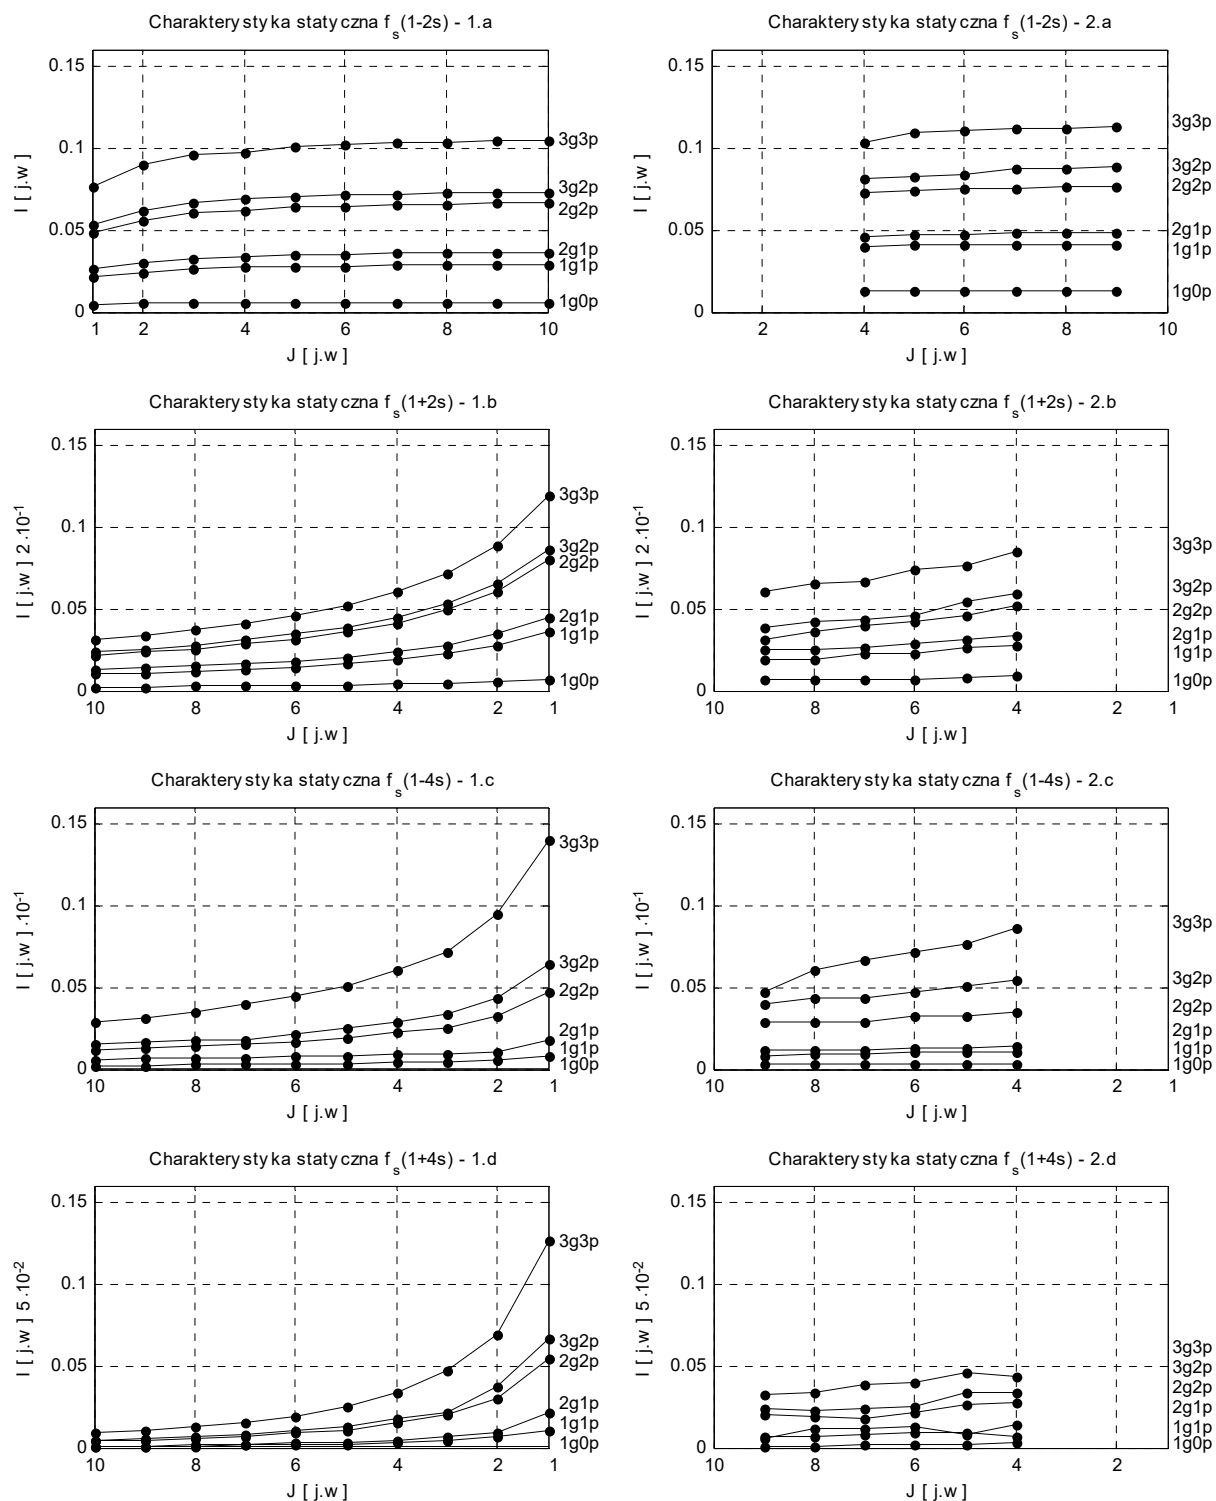 Charakterystyka statyczna f_s(1-2s) - 1.a
0.15
0.1
0.05
0
I [ j.w ]
3g3p
3g2p
2g2p
2g1p
1g1p
1g0p
1 2 4 6 8 10
J [ j.w ]
Charakterystyka statyczna f_s(1-2s) - 2.a
0.15
0.1
0.05
0
I [ j.w ]
3g3p
3g2p
2g2p
2g1p
1g1p
1g0p
2 4 6 8 10
J [ j.w ]
Charakterystyka statyczna f_s(1+2s) - 1.b
0.15
0.1
0.05
0
I [ j.w ] 2.10^-1
3g3p
3g2p
2g2p
2g1p
1g1p
1g0p
10 8 6 4 2 1
J [ j.w ]
Charakterystyka statyczna f_s(1+2s) - 2.b
0.15
0.1
0.05
0
I [ j.w ] 2.10^-1
3g3p
3g2p
2g2p
2g1p
1g1p
1g0p
10 8 6 4 2 1
J [ j.w ]
Charakterystyka statyczna f_s(1-4s) - 1.c
0.15
0.1
0.05
0
I [ j.w ] .10^-1
3g3p
3g2p
2g2p
2g1p
1g1p
1g0p
10 8 6 4 2 1
J [ j.w ]
Charakterystyka statyczna f_s(1-4s) - 2.c
0.15
0.1
0.05
0
I [ j.w ] .10^-1
3g3p
3g2p
2g2p
2g1p
1g1p
1g0p
10 8 6 4 2 1
J [ j.w ]
Charakterystyka statyczna f_s(1+4s) - 1.d
0.15
0.1
0.05
0
I [ j.w ] 5.10^-2
3g3p
3g2p
2g2p
2g1p
1g1p
1g0p
10 8 6 4 2 1
J [ j.w ]
Charakterystyka statyczna f_s(1+4s) - 2.d
0.15
0.1
0.05
0
I [ j.w ] 5.10^-2
3g3p
3g2p
2g2p
2g1p
1g1p
1g0p
10 8 6 4 2 1
J [ j.w ]